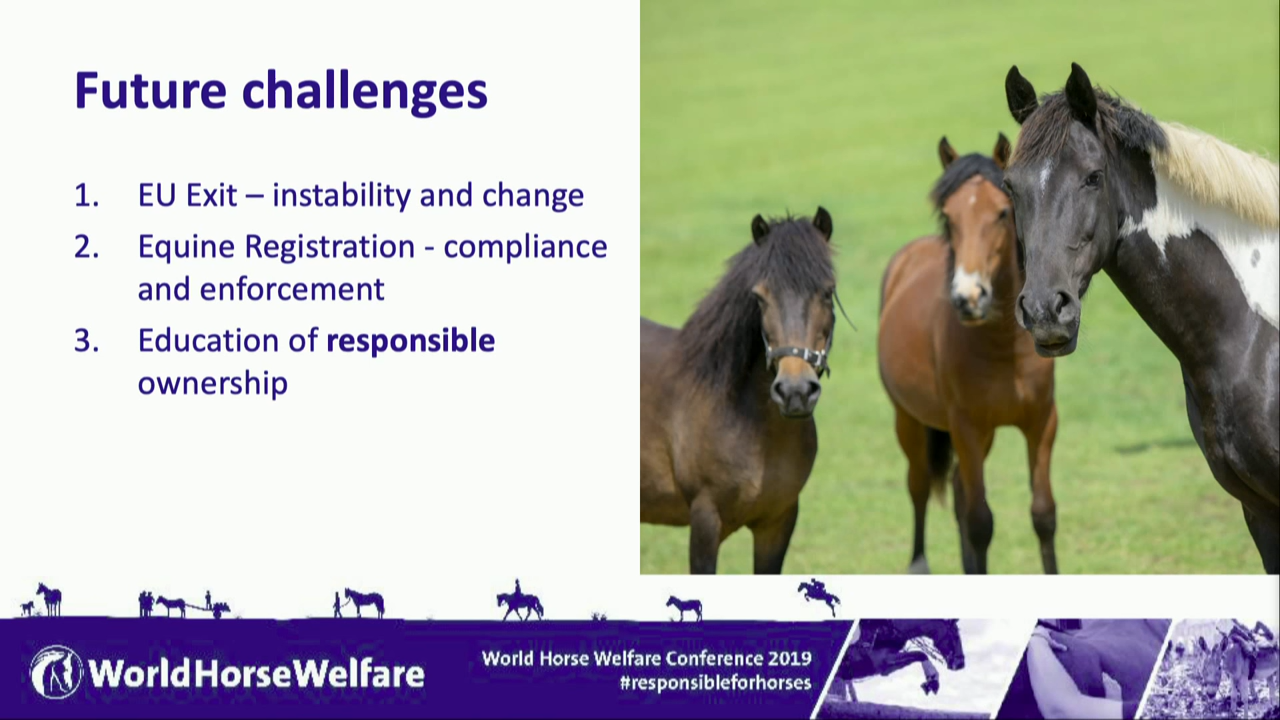 Future challenges
1. EU Exit – instability and change
2. Equine Registration - compliance
and enforcement
3. Education of responsible
ownership
WorldHorseWelfare
World Horse Welfare Conference 2019
#responsibleforhorses